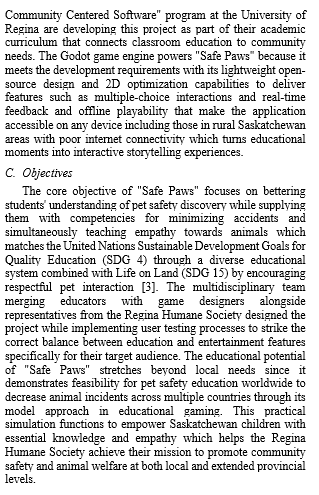 Community Centered Software" program at the University of
Regina are developing this project as part of their academic
curriculum that connects classroom education to community
needs. The Godot game engine powers "Safe Paws" because it
meets the development requirements with its lightweight open-
source design and 2D optimization capabilities to deliver
features such as multiple-choice interactions and real-time
feedback and offline playability that make the application
accessible on any device including those in rural Saskatchewan
areas with poor internet connectivity which turns educational
moments into interactive storytelling experiences.
C. Objectives
The core objective of "Safe Paws" focuses on bettering
students' understanding of pet safety discovery while supplying
them with competencies for minimizing accidents and
simultaneously teaching empathy towards animals which
matches the United Nations Sustainable Development Goals for
Quality Education (SDG 4) through a diverse educational
system combined with Life on Land (SDG 15) by encouraging
respectful pet interaction [3]. The multidisciplinary team
merging educators with game designers alongside
representatives from the Regina Humane Society designed the
project while implementing user testing processes to strike the
correct balance between education and entertainment features
specifically for their target audience. The educational potential
of "Safe Paws" stretches beyond local needs since it
demonstrates feasibility for pet safety education worldwide to
decrease animal incidents across multiple countries through its
model approach in educational gaming. This practical
simulation functions to empower Saskatchewan children with
essential knowledge and empathy which helps the Regina
Humane Society achieve their mission to promote community
safety and animal welfare at both local and extended provincial
levels.